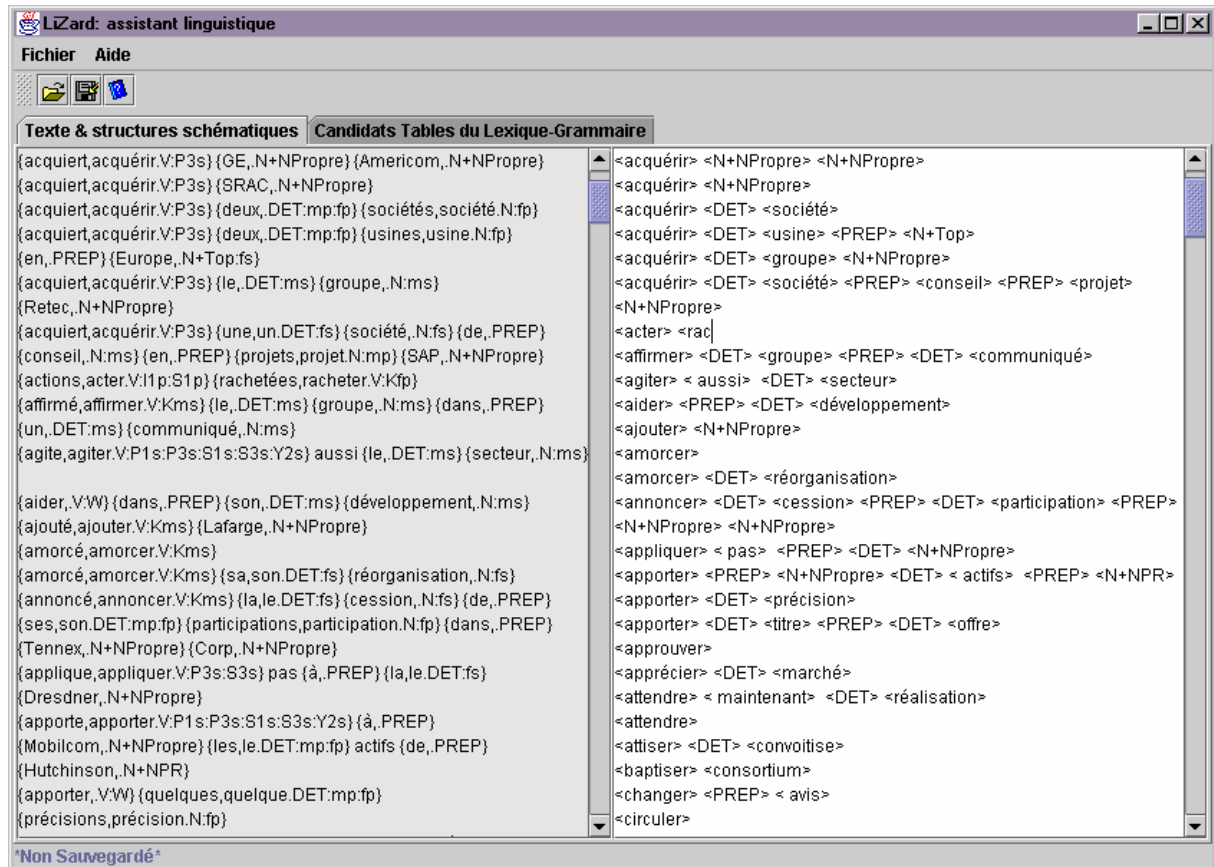 LiZard: assistant linguistique
Fichier Aide
Texte & structures schématiques
Candidats Tables du Lexique-Grammaire
{acquiert,acquérir.V:P3s}{GE,.N+NPropre}{Americom,.N+NPropre}
{acquiert,acquérir.V:P3s}{SRAC,.N+NPropre}
{acquiert,acquérir.V:P3s}{deux,.DET:mp:fp}{sociétés,société.N:fp}
{acquiert,acquérir.V:P3s}{deux,.DET:mp:fp}{usines,usine.N:fp}
{en,.PREP}{Europe,.N+Top:fs}
{acquiert,acquérir.V:P3s}{le,.DET:ms}{groupe,.N:ms}
{Retec,.N+NPropre}
{acquiert,acquérir.V:P3s}{une,un.DET:fs}{société,.N:fs}{de,.PREP}
{conseil,.N:ms}{en,.PREP}{projets,projet.N:mp}{SAP,.N+NPropre}
{actions,acter.V:I1p:S1p}{rachetées,racheter.V:Kfp}
{affirmé,affirmer.V:Kms}{le,.DET:ms}{groupe,.N:ms}{dans,.PREP}
{un,.DET:ms}{communiqué,.N:ms}
{agite,agiter.V:P1s:P3s:S1s:S3s:Y2s} aussi {le,.DET:ms}{secteur,.N:ms}
{aider,.V:W}{dans,.PREP}{son,.DET:ms}{développement,.N:ms}
{ajouté,ajouter.V:Kms}{Lafarge,.N+NPropre}
{amorcé,amorcer.V:Kms}
{amorcé,amorcer.V:Kms}{sa,son.DET:fs}{réorganisation,.N:fs}
{annoncé,annoncer.V:Kms}{la,le.DET:fs}{cession,.N:fs}{de,.PREP}
{ses,son.DET:mp:fp}{participations,participation.N:fp}{dans,.PREP}
{Tennex,.N+NPropre}{Corp,.N+NPropre}
{applique,appliquer.V:P3s:S3s} pas {à,.PREP}{la,le.DET:fs}
{Dresdner,.N+NPropre}
{apporte,apporter.V:P1s:P3s:S1s:S3s:Y2s}{à,.PREP}
{Mobilcom,.N+NPropre}{les,le.DET:mp:fp} actifs {de,.PREP}
{Hutchinson,.N+NPR}
{apporter,.V:W}{quelques,quelque.DET:mp:fp}
{précisions,précision.N:fp}
<acquérir> <N+NPropre> <N+NPropre>
<acquérir> <N+NPropre>
<acquérir> <DET> <société>
<acquérir> <DET> <usine> <PREP> <N+Top>
<acquérir> <DET> <groupe> <N+NPropre>
<acquérir> <DET> <société> <PREP> <conseil> <PREP> <projet>
<N+NPropre>
<acter> <rac
<affirmer> <DET> <groupe> <PREP> <DET> <communiqué>
<agiter> < aussi> <DET> <secteur>
<aider> <PREP> <DET> <développement>
<ajouter> <N+NPropre>
<amorcer>
<amorcer> <DET> <réorganisation>
<annoncer> <DET> <cession> <PREP> <DET> <participation> <PREP>
<N+NPropre> <N+NPropre>
<appliquer> < pas> <PREP> <DET> <N+NPropre>
<apporter> <PREP> <N+NPropre> <DET> < actifs> <PREP> <N+NPR>
<apporter> <DET> <précision>
<apporter> <DET> <titre> <PREP> <DET> <offre>
<approuver>
<apprécier> <DET> <marché>
<attendre> < maintenant> <DET> <réalisation>
<attendre>
<attiser> <DET> <convoitise>
<baptiser> <consortium>
<changer> <PREP> < avis>
<circuler>
*Non Sauvegardé*